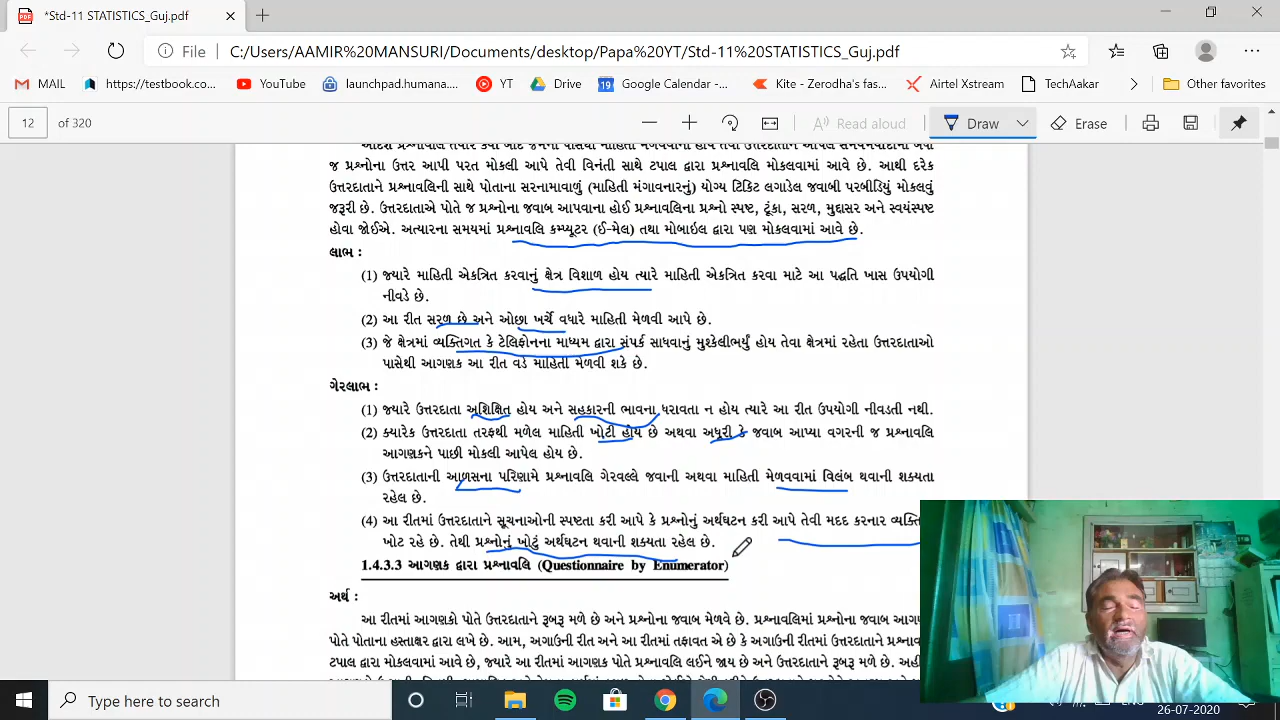 *Std-11 STATISTICS_Guj.pdf
File C:/Users/AAMIR%20MANSURI/Documents/desktop/Papa%20YT/Std-11%20STATISTICS_Guj.pdf
MAIL https://testbook.co... YouTube launchpad.humana.... YT Drive Google Calendar -... Kite - Zerodha's fas... Airtel Xstream TechAakar Other favorites
12 of 320 Read aloud Draw Erase
જ પ્રશ્નોના ઉત્તર આપી પરત મોકલી આપે તેવી વિનંતી સાથે ટપાલ દ્વારા પ્રશ્નાવલિ મોકલવામાં આવે છે. આથી દરેક
ઉત્તરદાતાને પ્રશ્નાવલિની સાથે પોતાના સરનામાવાળું (માહિતી મંગાવનારનું) યોગ્ય ટિકિટ લગાડેલ જવાબી પરબીડિયું મોકલવું
જરૂરી છે. ઉત્તરદાતાએ પોતે જ પ્રશ્નોના જવાબ આપવાના હોઈ પ્રશ્નાવલિના પ્રશ્નો સ્પષ્ટ, ટૂંકા, સરળ, મુદ્દાસર અને સ્વયંસ્પષ્ટ
હોવા જોઈએ. અત્યારના સમયમાં પ્રશ્નાવલિ કમ્પ્યૂટર (ઈ-મેલ) તથા મોબાઇલ દ્વારા પણ મોકલવામાં આવે છે.
લાભ :
(1) જ્યારે માહિતી એકત્રિત કરવાનું ક્ષેત્ર વિશાળ હોય ત્યારે માહિતી એકત્રિત કરવા માટે આ પદ્ધતિ ખાસ ઉપયોગી
નીવડે છે.
(2) આ રીત સરળ છે અને ઓછા ખર્ચે વધારે માહિતી મેળવી આપે છે.
(3) જે ક્ષેત્રમાં વ્યક્તિગત કે ટેલિફોનના માધ્યમ દ્વારા સંપર્ક સાધવાનું મુશ્કેલીભર્યું હોય તેવા ક્ષેત્રમાં રહેતા ઉત્તરદાતાઓ
પાસેથી આગણક આ રીત વડે માહિતી મેળવી શકે છે.
ગેરલાભ :
(1) જ્યારે ઉત્તરદાતા અશિક્ષિત હોય અને સહકારની ભાવના ધરાવતા ન હોય ત્યારે આ રીત ઉપયોગી નીવડતી નથી.
(2) ક્યારેક ઉત્તરદાતા તરફથી મળેલ માહિતી ખોટી હોય છે અથવા અધૂરી કે જવાબ આપ્યા વગરની જ પ્રશ્નાવલિ
આગણકને પાછી મોકલી આપેલ હોય છે.
(3) ઉત્તરદાતાની આળસના પરિણામે પ્રશ્નાવલિ ગેરવલ્લે જવાની અથવા માહિતી મેળવવામાં વિલંબ થવાની શક્યતા
રહેલ છે.
(4) આ રીતમાં ઉત્તરદાતાને સૂચનાઓની સ્પષ્ટતા કરી આપે કે પ્રશ્નોનું અર્થઘટન કરી આપે તેવી મદદ કરનાર
ખોટ રહે છે. તેથી પ્રશ્નોનું ખોટું અર્થઘટન થવાની શક્યતા રહેલ છે.
1.4.3.3 આગણક દ્વારા પ્રશ્નાવલિ (Questionnaire by Enumerator)
અર્થ :
આ રીતમાં આગણકો પોતે ઉત્તરદાતાને રૂબરૂ મળે છે અને પ્રશ્નોના જવાબ મેળવે છે. પ્રશ્નાવલિમાં પ્રશ્નોના જવાબ
પોતે પોતાના હસ્તાક્ષર દ્વારા લખે છે. આમ, અગાઉની રીત અને આ રીતમાં તફાવત એ છે કે અગાઉની રીતમાં ઉત્તરદાતાને
ટપાલ દ્વારા મોકલવામાં આવે છે, જ્યારે આ રીતમાં આગણક પોતે પ્રશ્નાવલિ લઈને જાય છે અને ઉત્તરદાતાને રૂબરૂ મળે છે.
Type here to search
26-07-2020